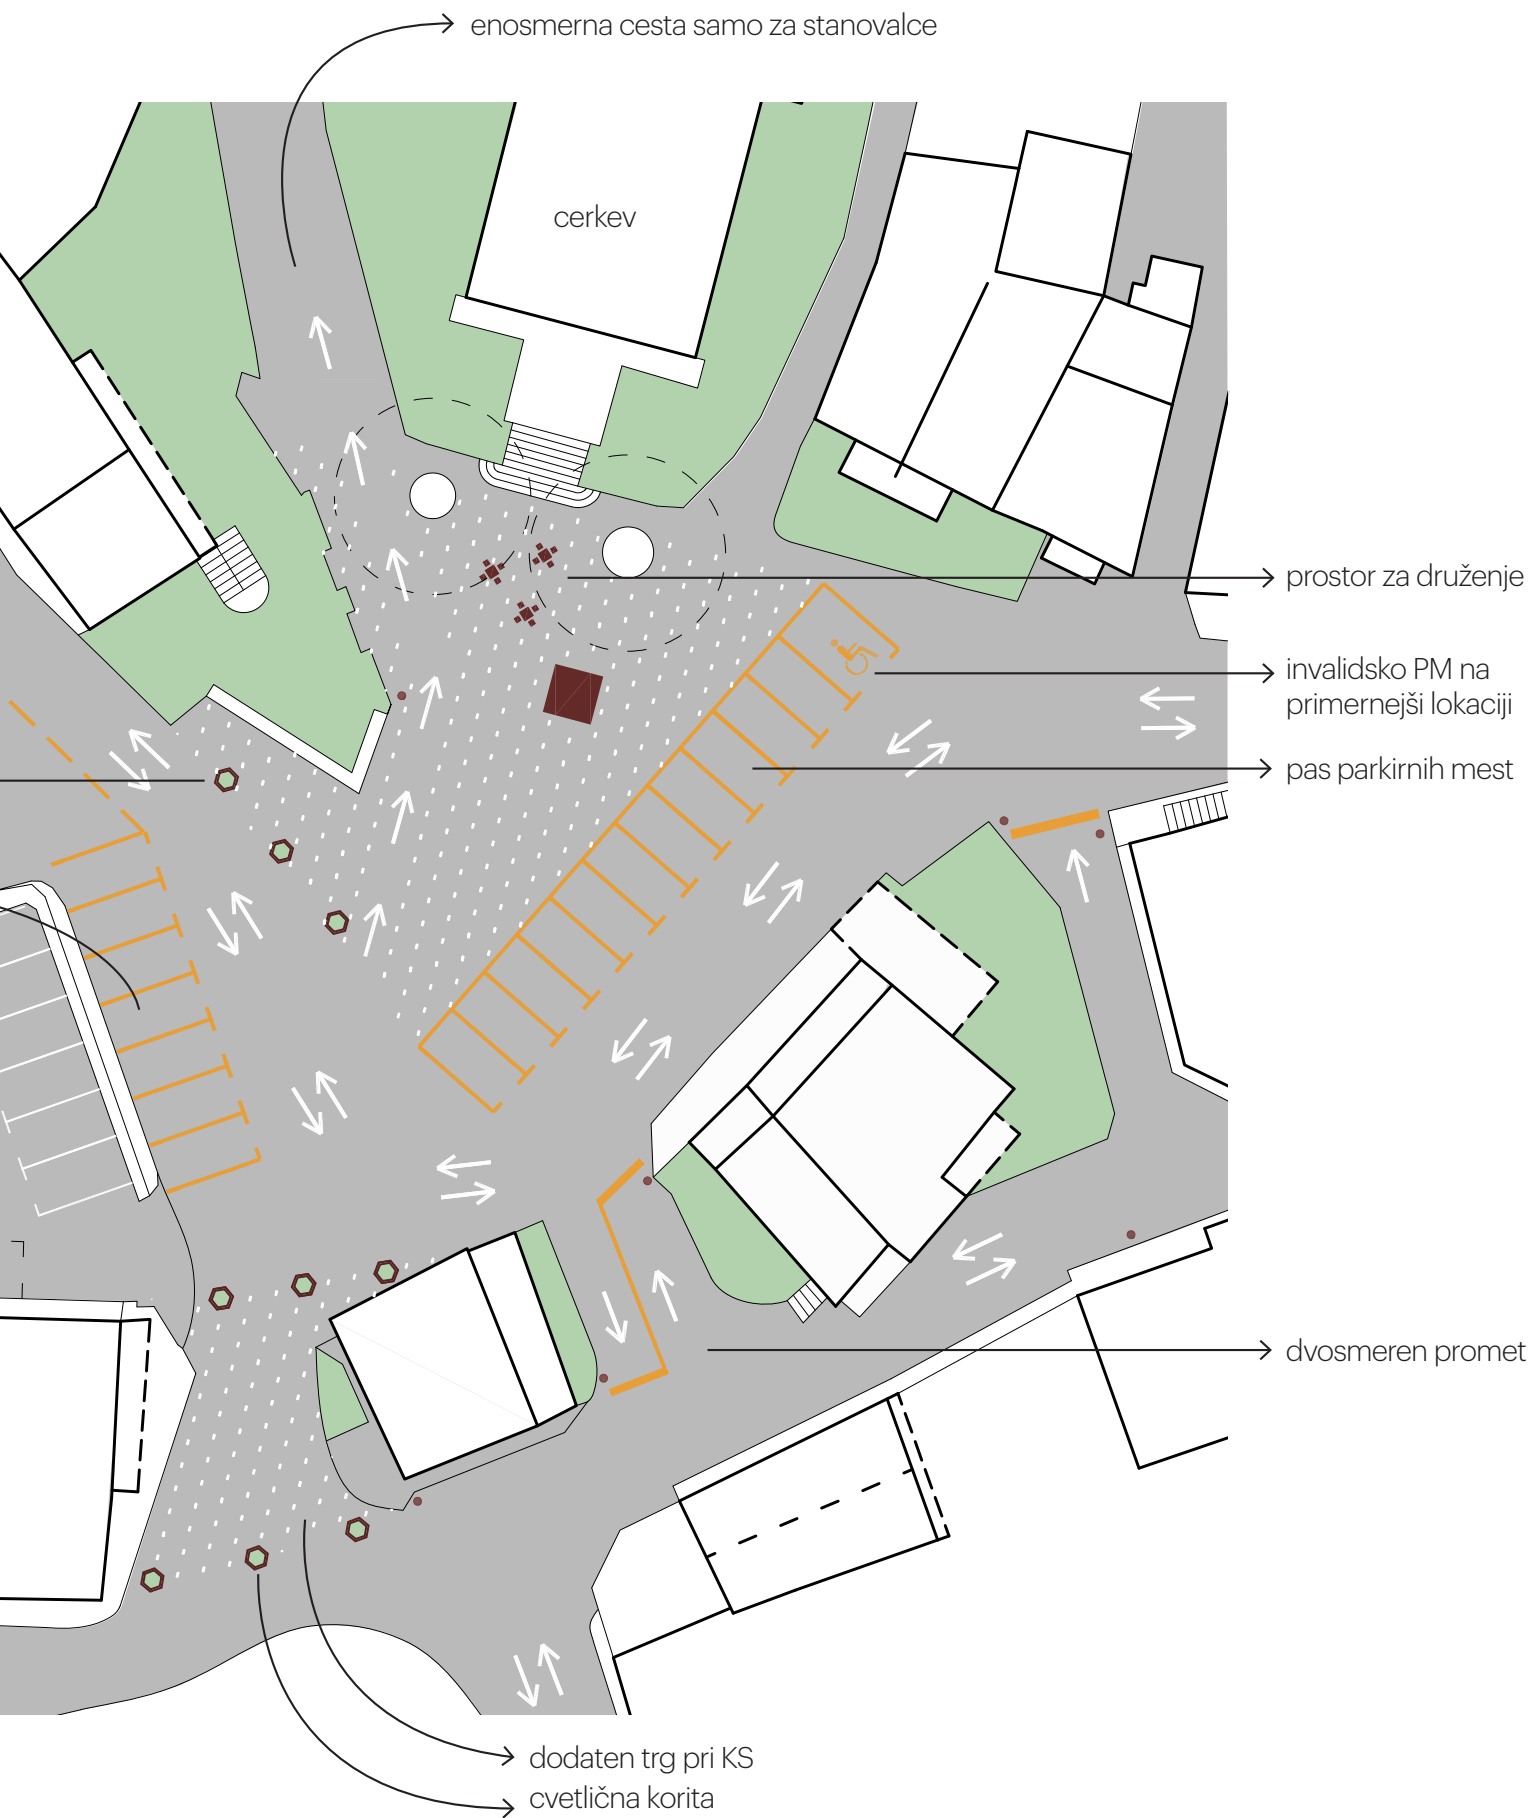 enosmerna cesta samo za stanovalce
cerkev
prostor za druženje
invalidsko PM na
primernejši lokaciji
pas parkirnih mest
dvosmeren promet
dodaten trg pri KS
cvetlična korita